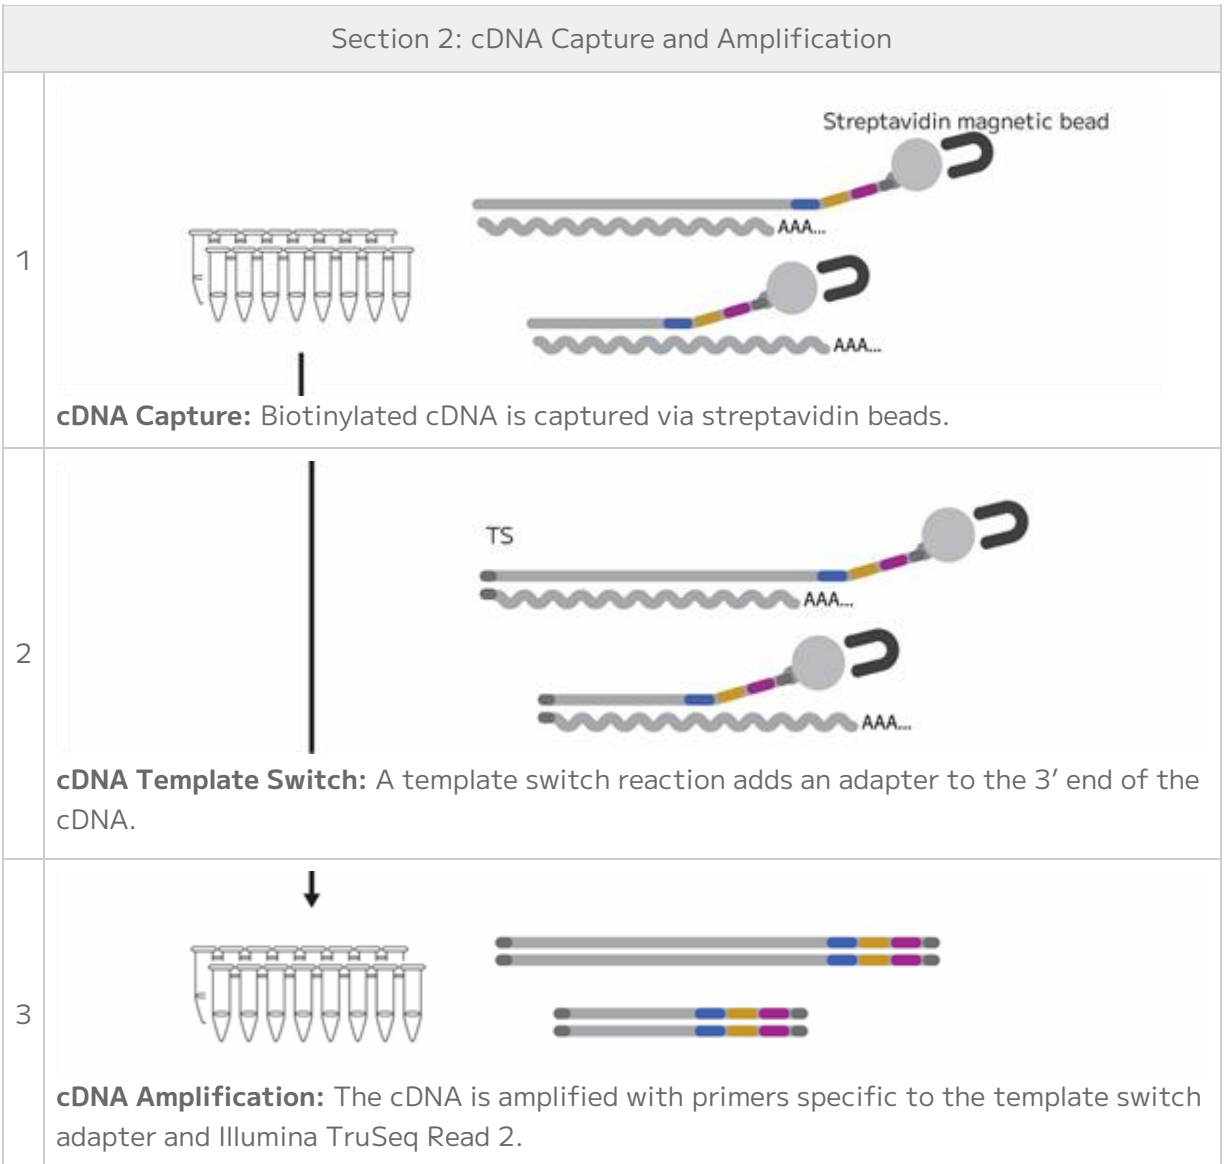 Section 2: cDNA Capture and Amplification
Streptavidin magnetic bead
AAA...
1
AAA...
cDNA Capture: Biotinylated cDNA is captured via streptavidin beads.
TS
AAA...
2
AAA...
cDNA Template Switch: A template switch reaction adds an adapter to the 3′ end of the
cDNA.
3
cDNA Amplification: The cDNA is amplified with primers specific to the template switch
adapter and Illumina TruSeq Read 2.